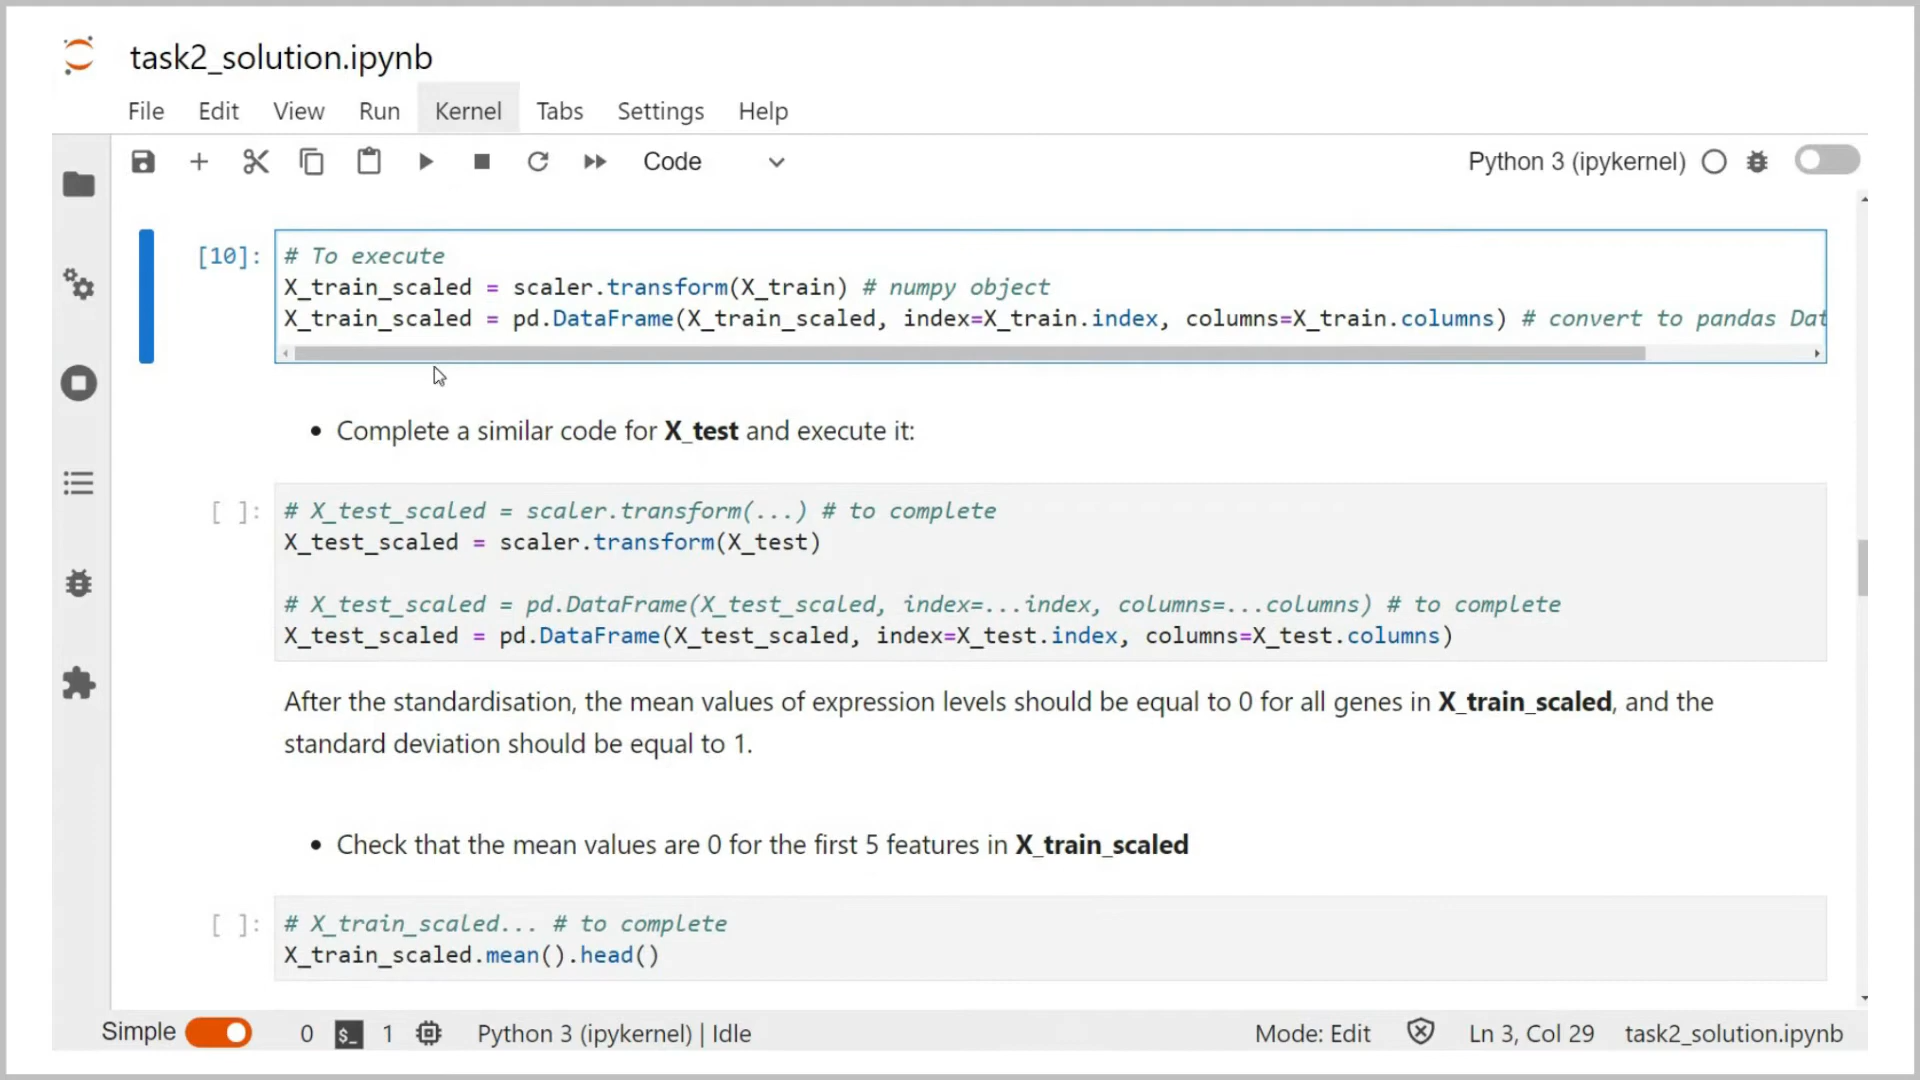 task2_solution.ipynb
File Edit View Run Kernel Tabs Settings Help
Code
Python 3 (ipykernel)
[10]:
# To execute
X_train_scaled = scaler.transform(X_train) # numpy object
X_train_scaled = pd.DataFrame(X_train_scaled, index=X_train.index, columns=X_train.columns) # convert to pandas Dat
• Complete a similar code for X_test and execute it:
[ ]:
# X_test_scaled = scaler.transform(...) # to complete
X_test_scaled = scaler.transform(X_test)
# X_test_scaled = pd.DataFrame(X_test_scaled, index=...index, columns=...columns) # to complete
X_test_scaled = pd.DataFrame(X_test_scaled, index=X_test.index, columns=X_test.columns)
After the standardisation, the mean values of expression levels should be equal to 0 for all genes in X_train_scaled, and the
standard deviation should be equal to 1.
• Check that the mean values are 0 for the first 5 features in X_train_scaled
[ ]:
# X_train_scaled... # to complete
X_train_scaled.mean().head()
Simple 0 $_ 1 Python 3 (ipykernel) | Idle Mode: Edit Ln 3, Col 29 task2_solution.ipynb